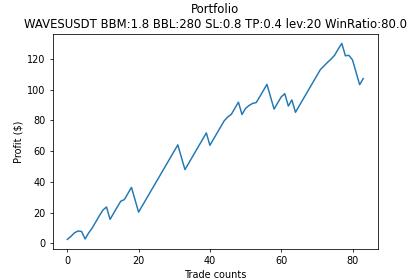 Portfolio
WAVESUSDT BBM:1.8 BBL:280 SL:0.8 TP:0.4 lev:20 WinRatio:80.0
Profit ($)
120
100
80
60
40
20
0
0 20 40 60 80
Trade counts